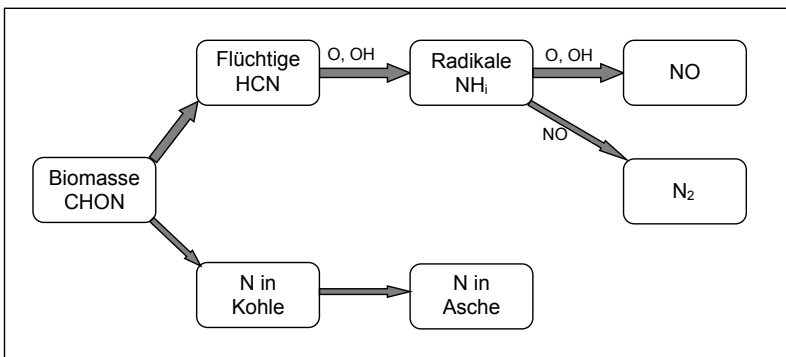 Flüchtige
HCN
O, OH
Radikale
NHi
O, OH
NO
NO
Biomasse
CHON
N2
N in
Kohle
N in
Asche